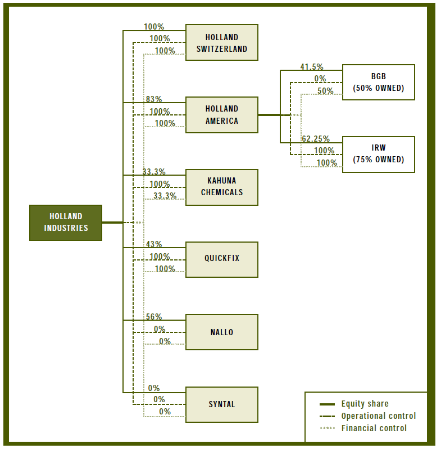 100%
100%
100%
HOLLAND
SWITZERLAND
83%
100%
100%
HOLLAND
AMERICA
41.5%
0%
50%
BGB
(50% OWNED)
62.25%
100%
100%
IRW
(75% OWNED)
33.3%
100%
33.3%
KAHUNA
CHEMICALS
HOLLAND
INDUSTRIES
43%
100%
100%
QUICKFIX
56%
0%
0%
NALLO
0%
0%
0%
SYNTAL
Equity share
Operational control
Financial control